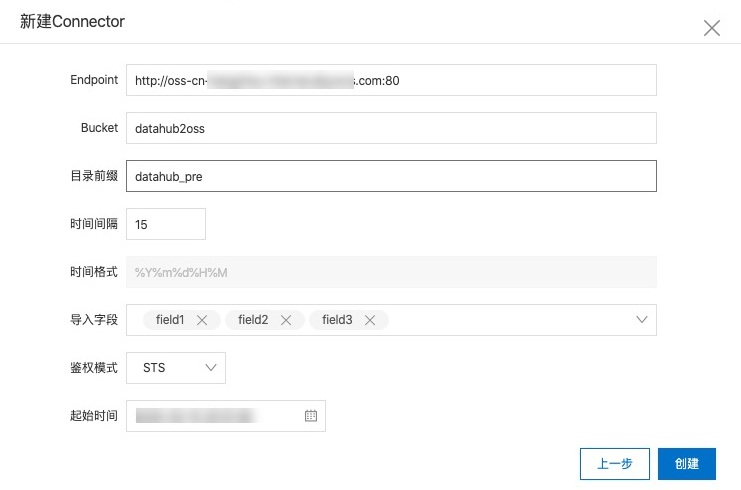 新建Connector
Endpoint http://oss-cn- .com:80
Bucket datahub2oss
目录前缀 datahub_pre
时间间隔 15
时间格式 %Y%m%d%H%M
导入字段 field1 field2 field3
鉴权模式 STS
起始时间
上一步 创建